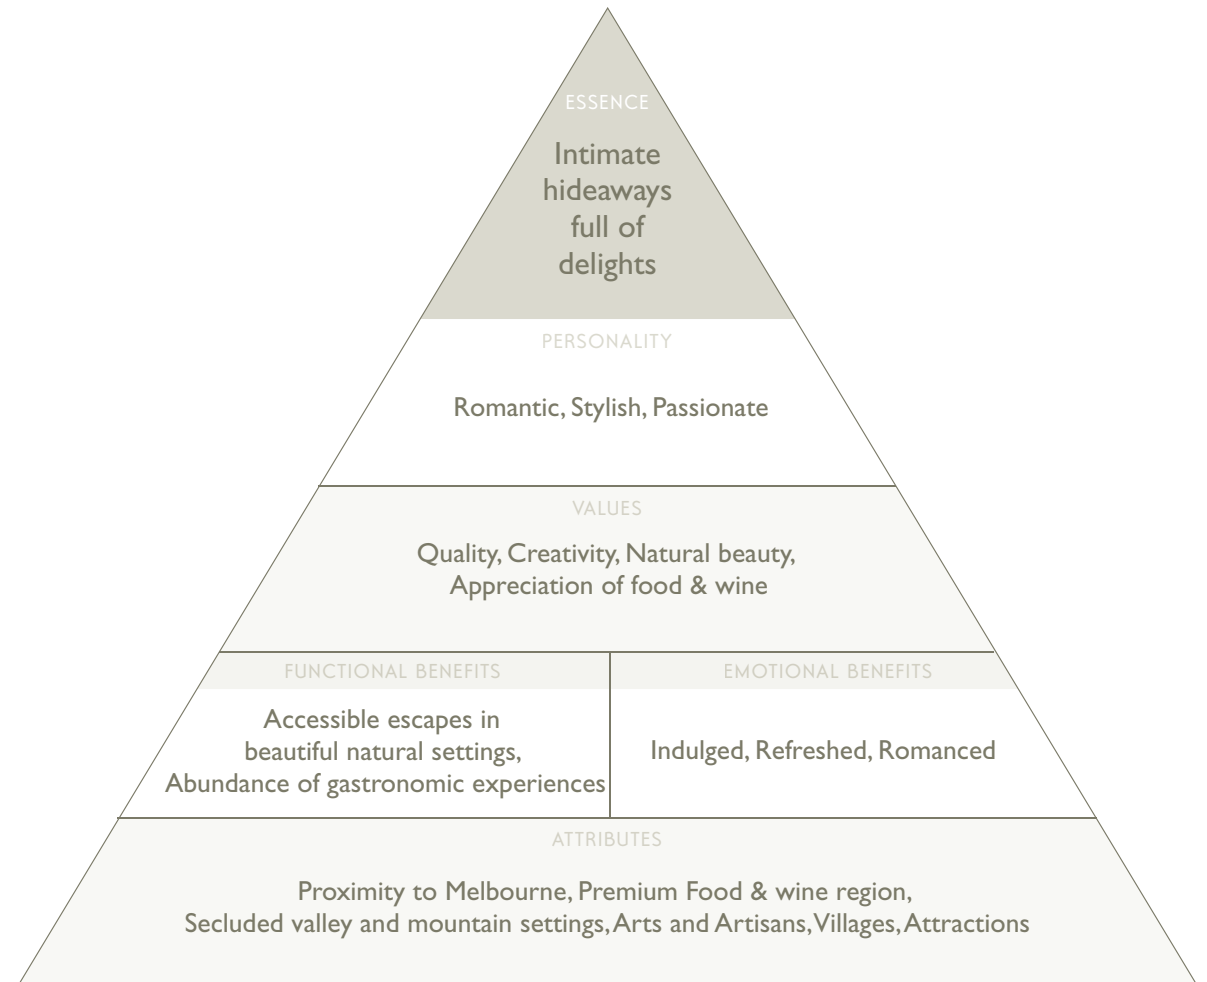 ESSENCE
Intimate
hideaways
full of
delights
PERSONALITY
Romantic, Stylish, Passionate
VALUES
Quality, Creativity, Natural beauty,
Appreciation of food & wine
FUNCTIONAL BENEFITS
Accessible escapes in
beautiful natural settings,
Abundance of gastronomic experiences
EMOTIONAL BENEFITS
Indulged, Refreshed, Romanced
ATTRIBUTES
Proximity to Melbourne, Premium Food & wine region,
Secluded valley and mountain settings, Arts and Artisans, Villages, Attractions